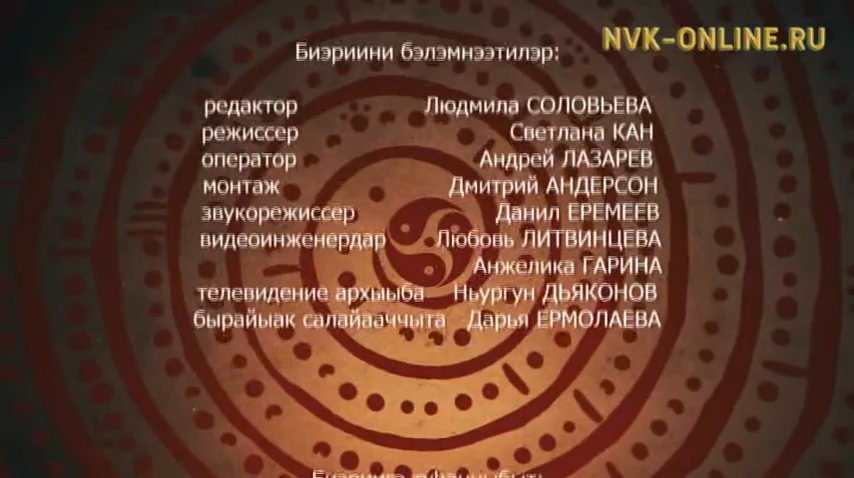 NVK-ONLINE.RU
Биэриини бэлэмнээтилэр:
редактор Людмила СОЛОВЬЕВА
режиссер Светлана КАН
оператор Андрей ЛАЗАРЕВ
монтаж Дмитрий АНДЕРСОН
звукорежиссер Данил ЕРЕМЕЕВ
видеоинженердар Любовь ЛИТВИНЦЕВА
Анжелика ГАРИНА
телевидение архыыба Ньургун ДЬЯКОНОВ
бырайыак салайааччыта Дарья ЕРМОЛАЕВА